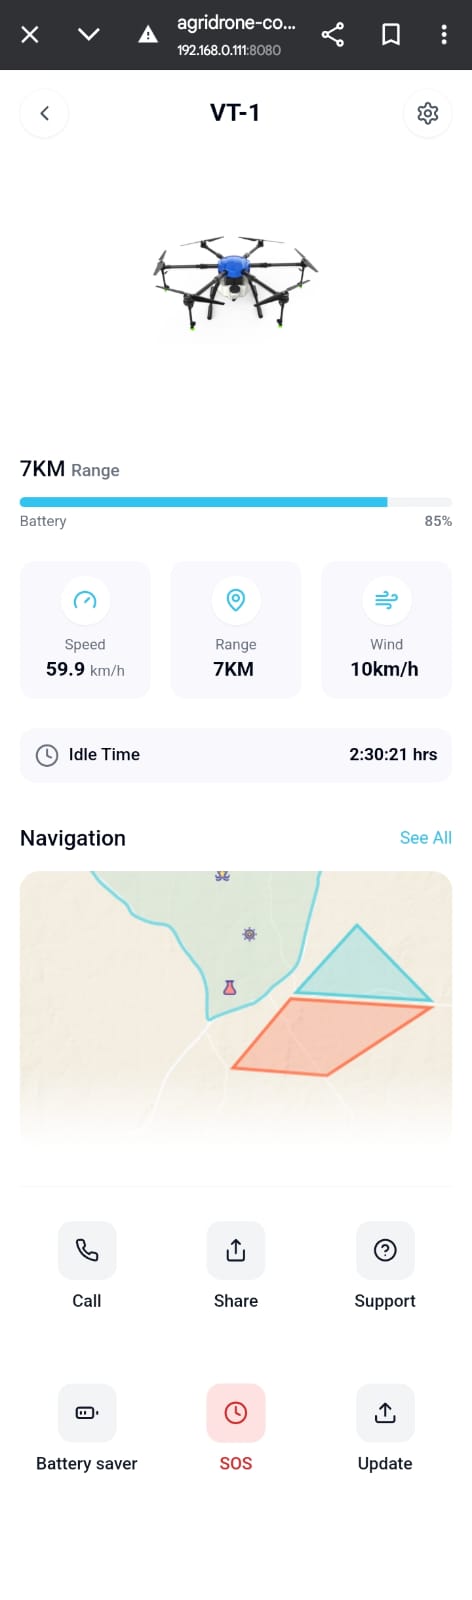 agridrone-co...
192.168.0.111:8080
VT-1
7KM Range
Battery 85%
Speed Range Wind
59.9 km/h 7KM 10km/h
Idle Time 2:30:21 hrs
Navigation See All
Call Share Support
Battery saver SOS Update